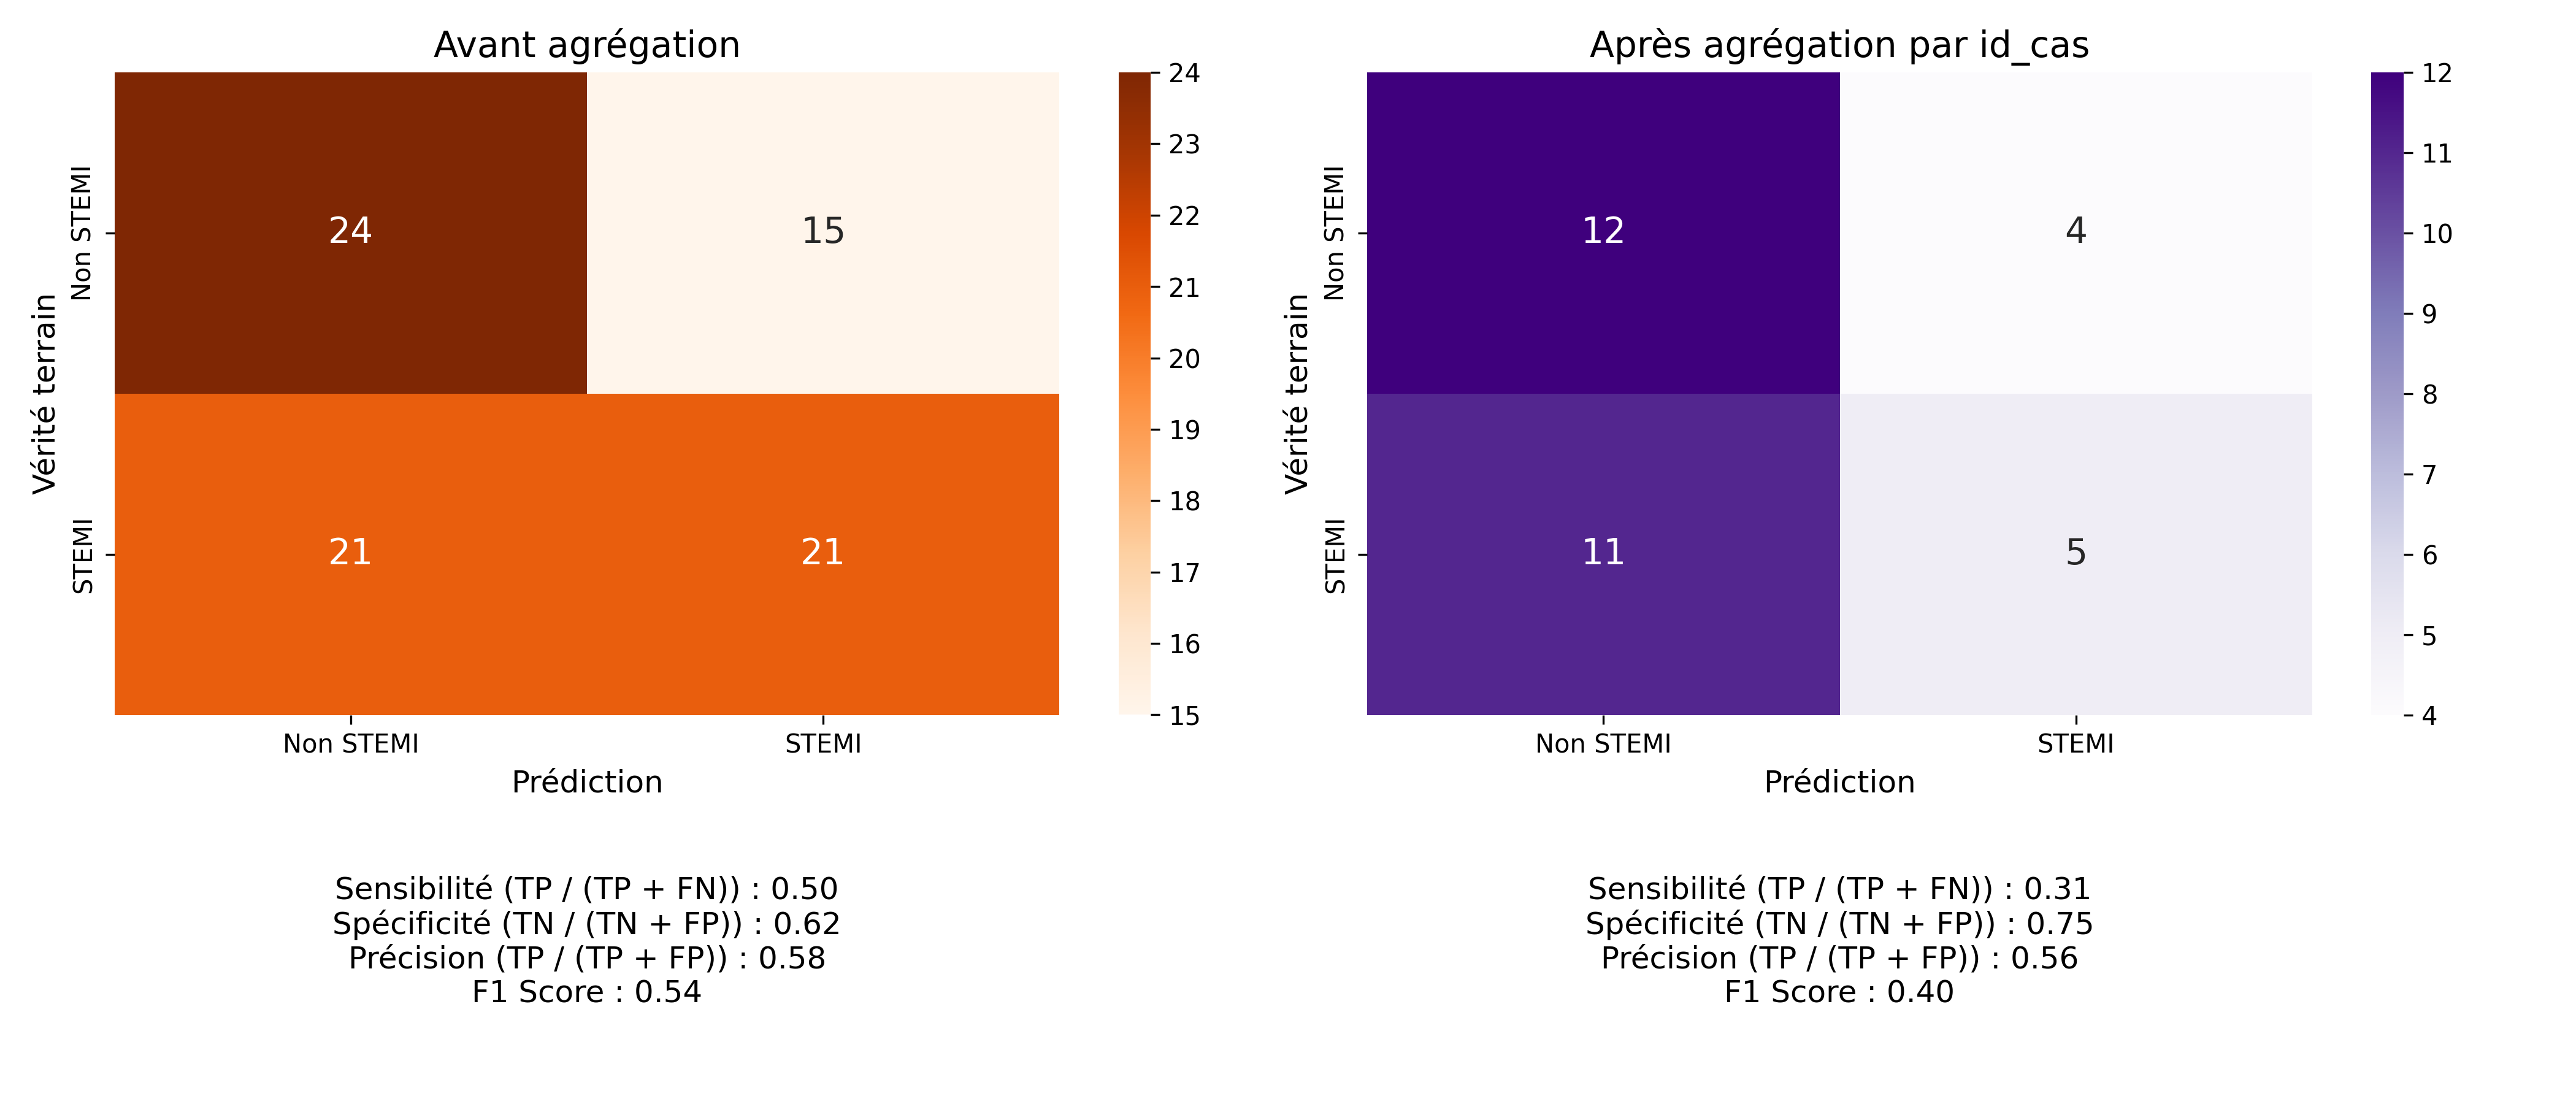 Avant agrégation
Vérité terrain
Non STEMI
STEMI
24
15
21
21
Non STEMI
STEMI
Prédiction
24
23
22
21
20
19
18
17
16
15
Sensibilité (TP / (TP + FN)) : 0.50
Spécificité (TN / (TN + FP)) : 0.62
Précision (TP / (TP + FP)) : 0.58
F1 Score : 0.54
Après agrégation par id_cas
Vérité terrain
Non STEMI
STEMI
12
4
11
5
Non STEMI
STEMI
Prédiction
12
11
10
9
8
7
6
5
4
Sensibilité (TP / (TP + FN)) : 0.31
Spécificité (TN / (TN + FP)) : 0.75
Précision (TP / (TP + FP)) : 0.56
F1 Score : 0.40